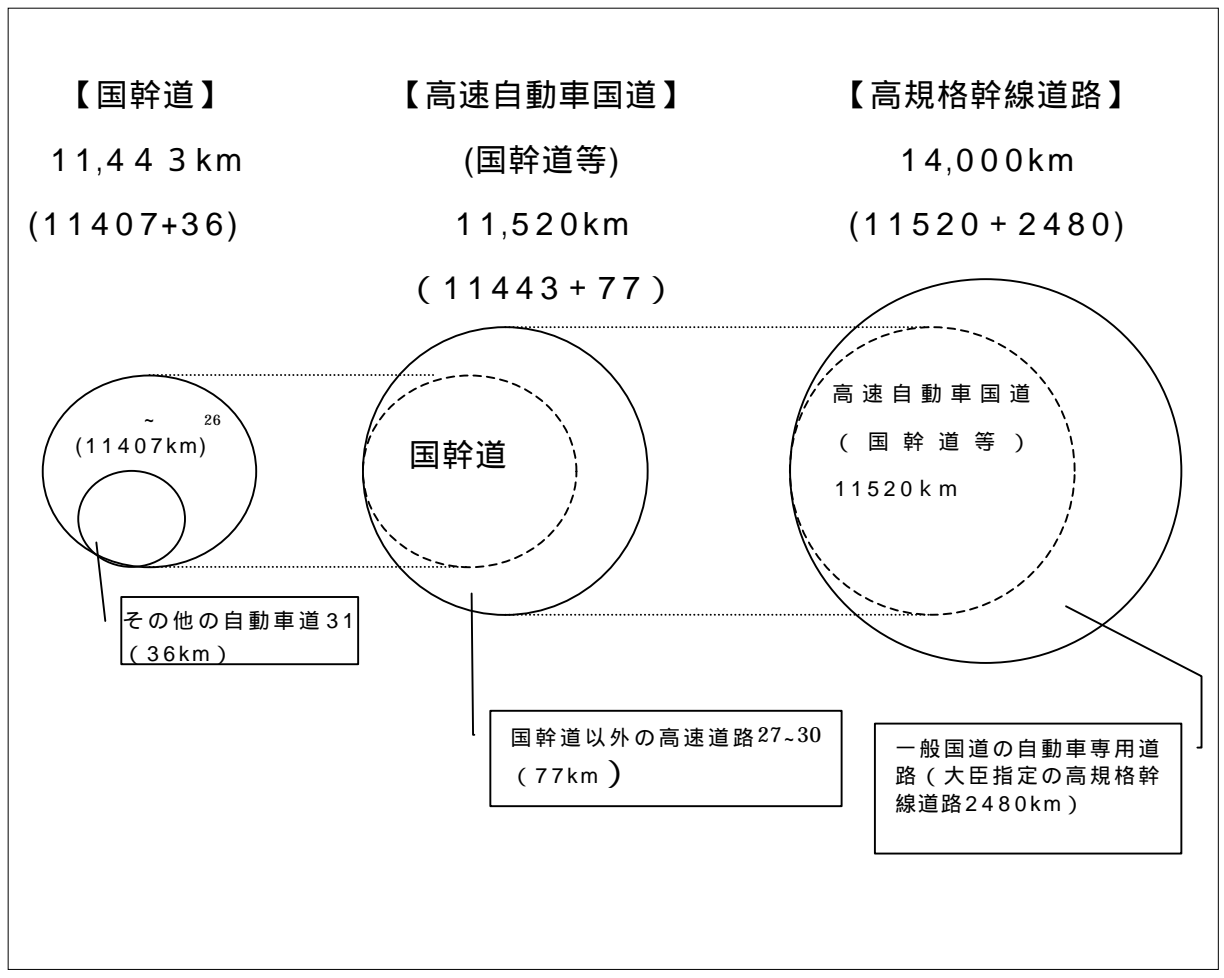 【国幹道】
11,443km
(11407+36)
【高速自動車国道】
(国幹道等)
11,520km
(11443+77)
【高規格幹線道路】
14,000km
(11520+2480)
~ 26
(11407km)
その他の自動車道31
(36km)
国幹道
国幹道以外の高速道路27~30
(77km)
高速自動車国道
(国幹道等)
11520km
一般国道の自動車専用道
路(大臣指定の高規格幹
線道路2480km)